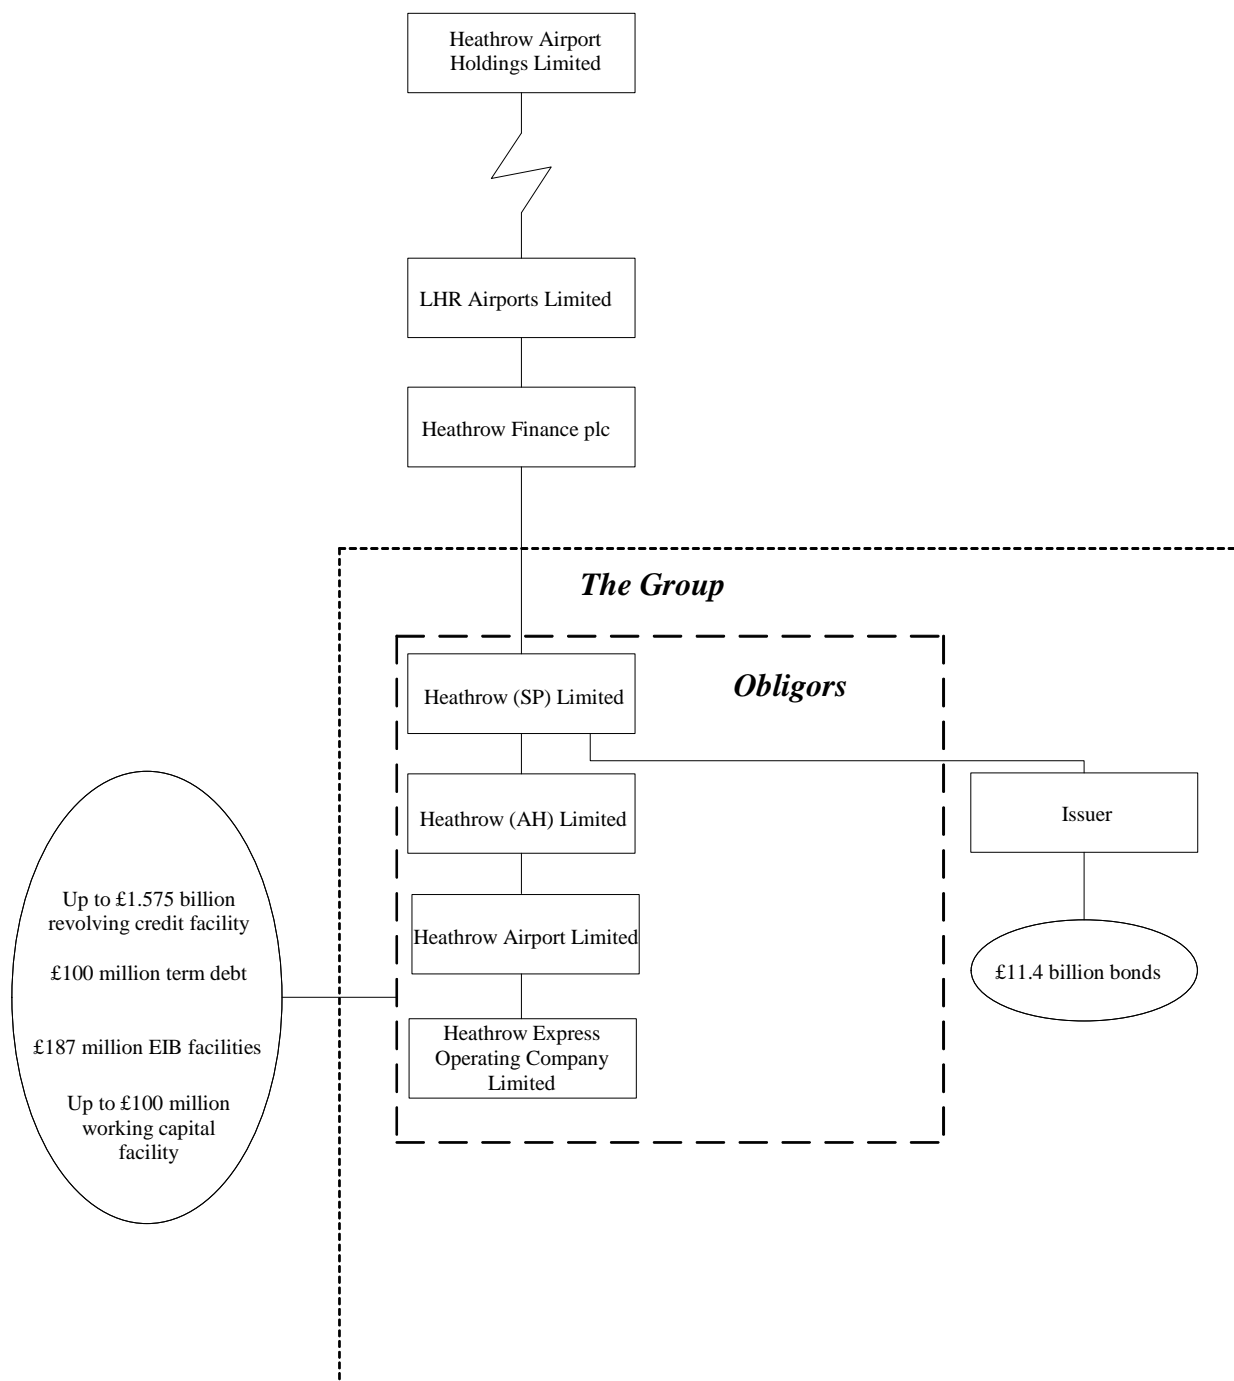 Heathrow Airport
Holdings Limited
LHR Airports Limited
Heathrow Finance plc
The Group
Obligors
Heathrow (SP) Limited
Heathrow (AH) Limited
Issuer
Heathrow Airport Limited
£11.4 billion bonds
Heathrow Express
Operating Company
Limited
Up to £1.575 billion
revolving credit facility
£100 million term debt
£187 million EIB facilities
Up to £100 million
working capital
facility